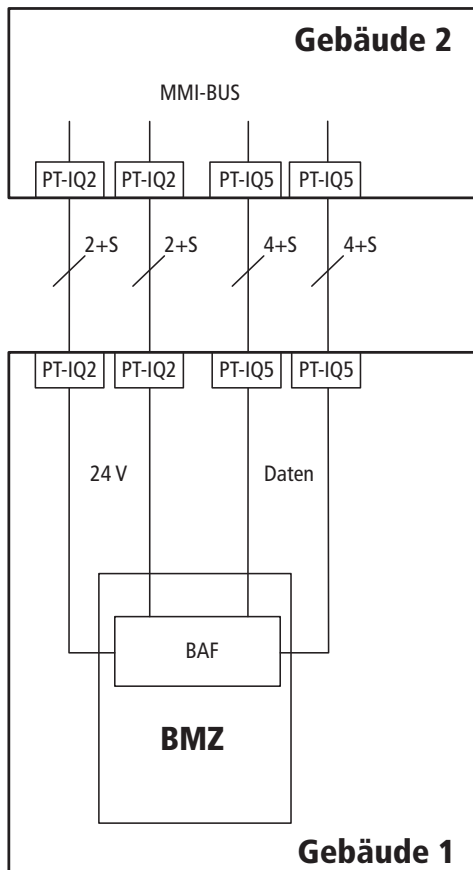 Gebäude 2
MMI-BUS
PT-IQ2 PT-IQ2 PT-IQ5 PT-IQ5
2+S 2+S 4+S 4+S
PT-IQ2 PT-IQ2 PT-IQ5 PT-IQ5
24 V Daten
BAF
BMZ
Gebäude 1